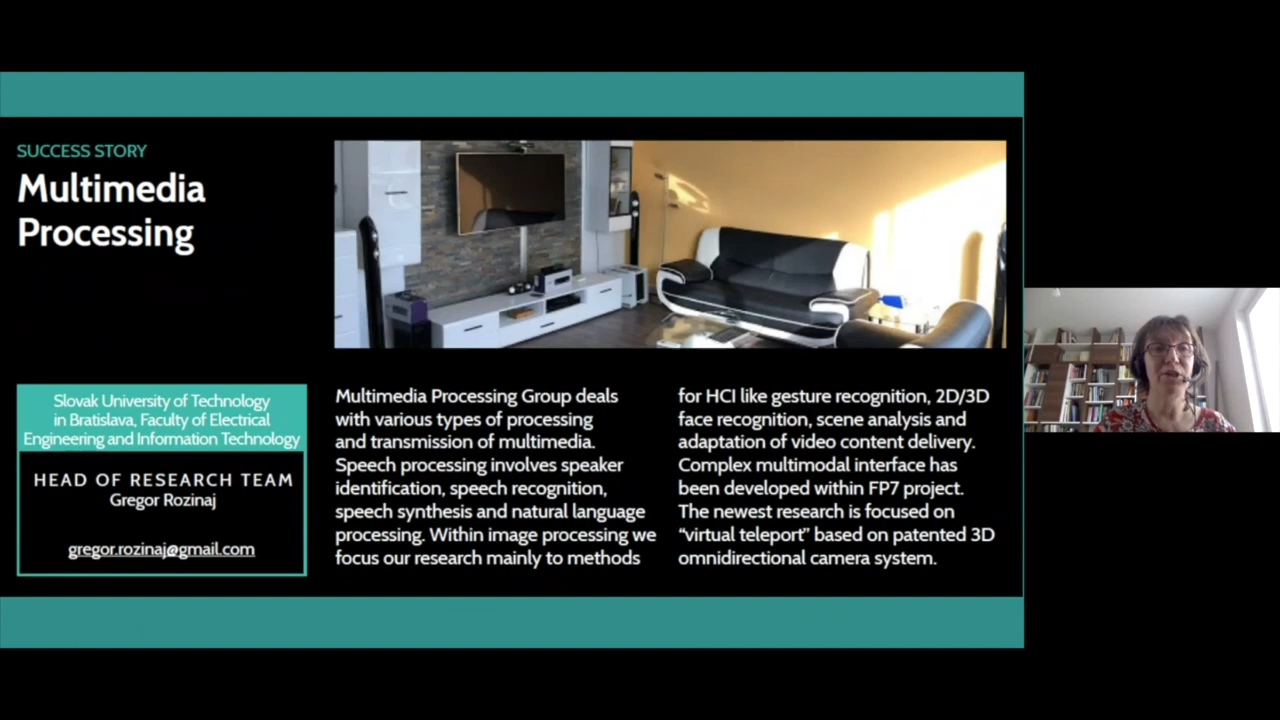 SUCCESS STORY
Multimedia
Processing
Slovak University of Technology
in Bratislava, Faculty of Electrical
Engineering and Information Technology
HEAD OF RESEARCH TEAM
Gregor Rozinaj
gregor.rozinaj@gmail.com
Multimedia Processing Group deals
with various types of processing
and transmission of multimedia.
Speech processing involves speaker
identification, speech recognition,
speech synthesis and natural language
processing. Within image processing we
focus our research mainly to methods
for HCI like gesture recognition, 2D/3D
face recognition, scene analysis and
adaptation of video content delivery.
Complex multimodal interface has
been developed within FP7 project.
The newest research is focused on
“virtual teleport” based on patented 3D
omnidirectional camera system.